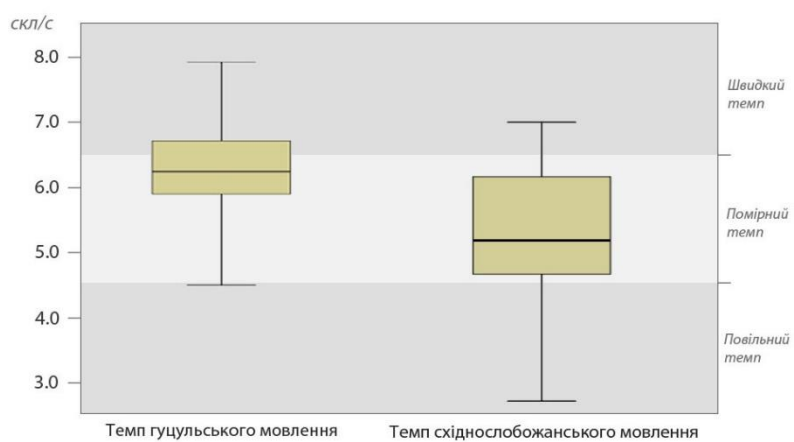 скл/с
8.0
7.0
6.0
5.0
4.0
3.0
Швидкий
темп
Помірний
темп
Повільний
темп
Темп гуцульського мовлення
Темп східнослобожанського мовлення